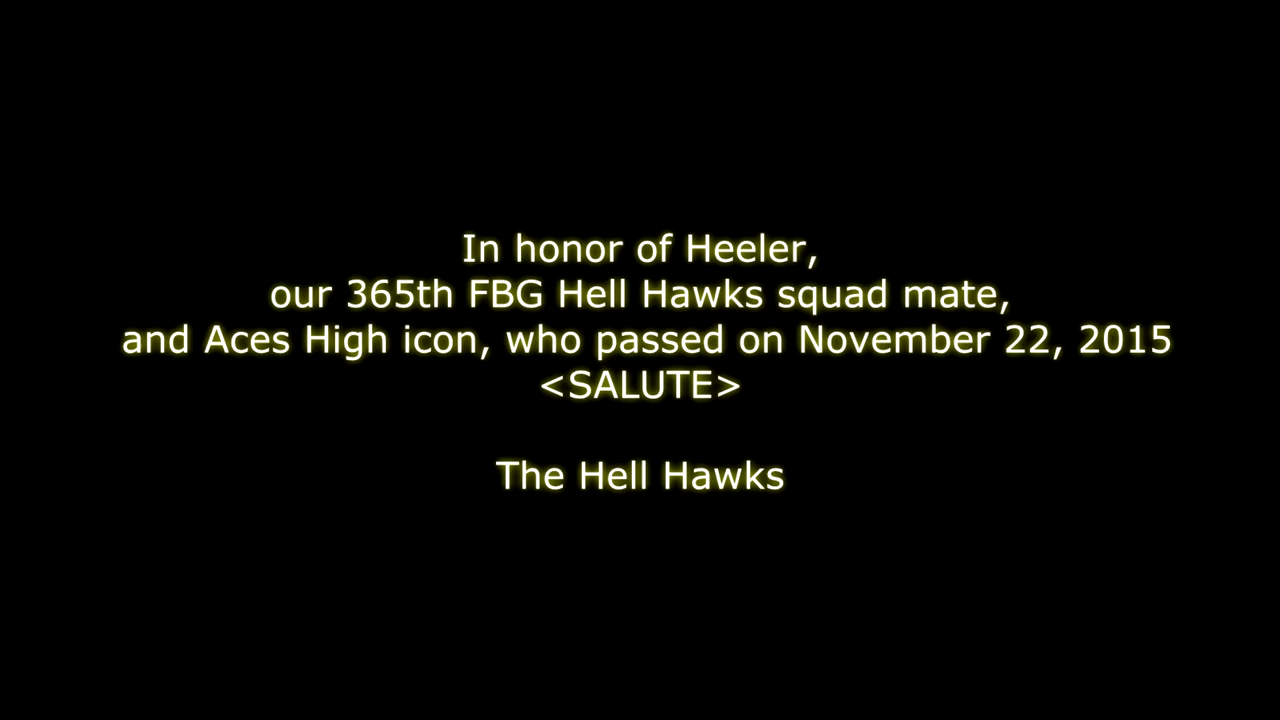 In honor of Heeler,
our 365th FBG Hell Hawks squad mate,
and Aces High icon, who passed on November 22, 2015
<SALUTE>
The Hell Hawks